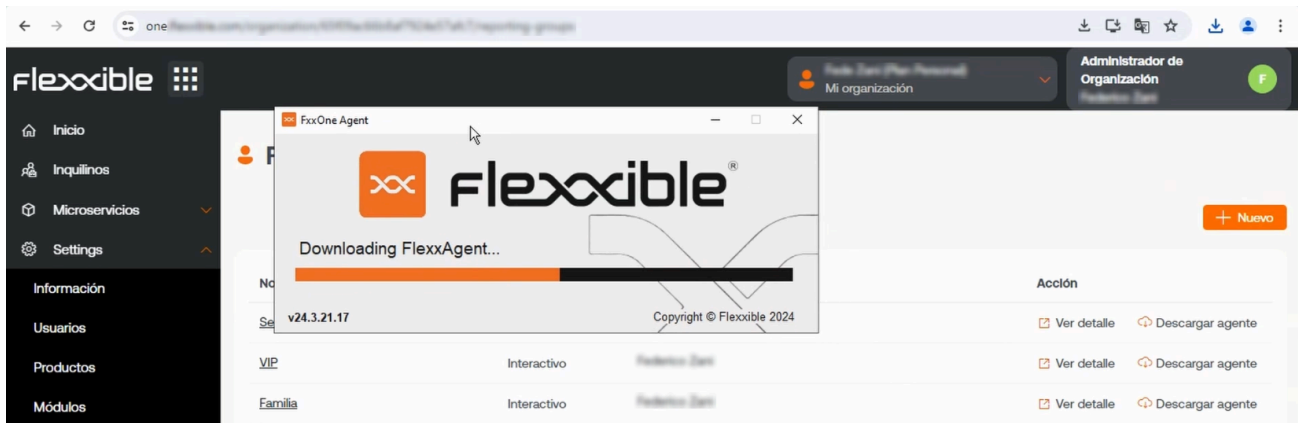 one.
Flexxible
Mi organización
Administrador de
Organización
F
Inicio
Inquilinos
Microservicios
Settings
Información
Usuarios
Productos
Módulos
FxxOne Agent
Flexxible®
Downloading FlexxAgent...
v24.3.21.17
Copyright © Flexxible 2024
Nuevo
No
Acción
Se
Ver detalle Descargar agente
VIP Interactivo Ver detalle Descargar agente
Familia Interactivo Ver detalle Descargar agente